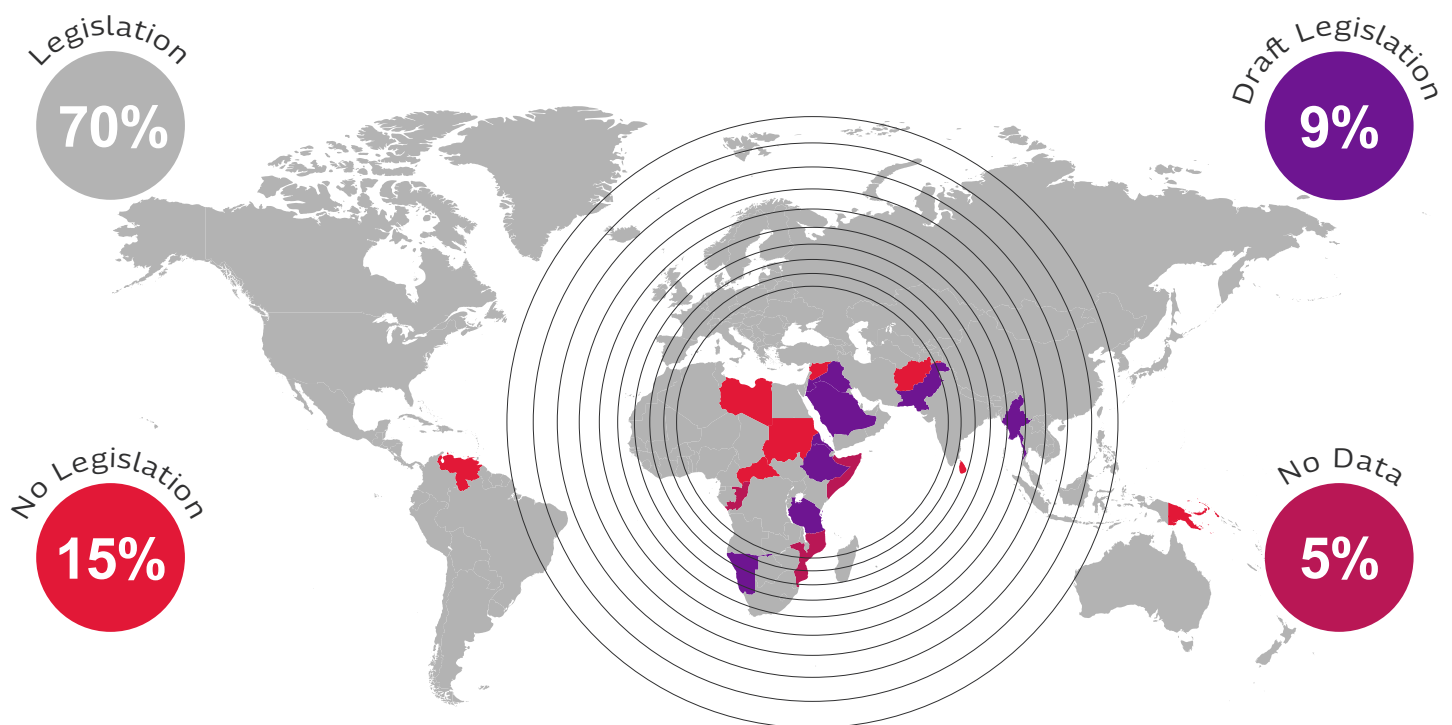 Legislation
70%
Draft Legislation
9%
No Legislation
15%
No Data
5%